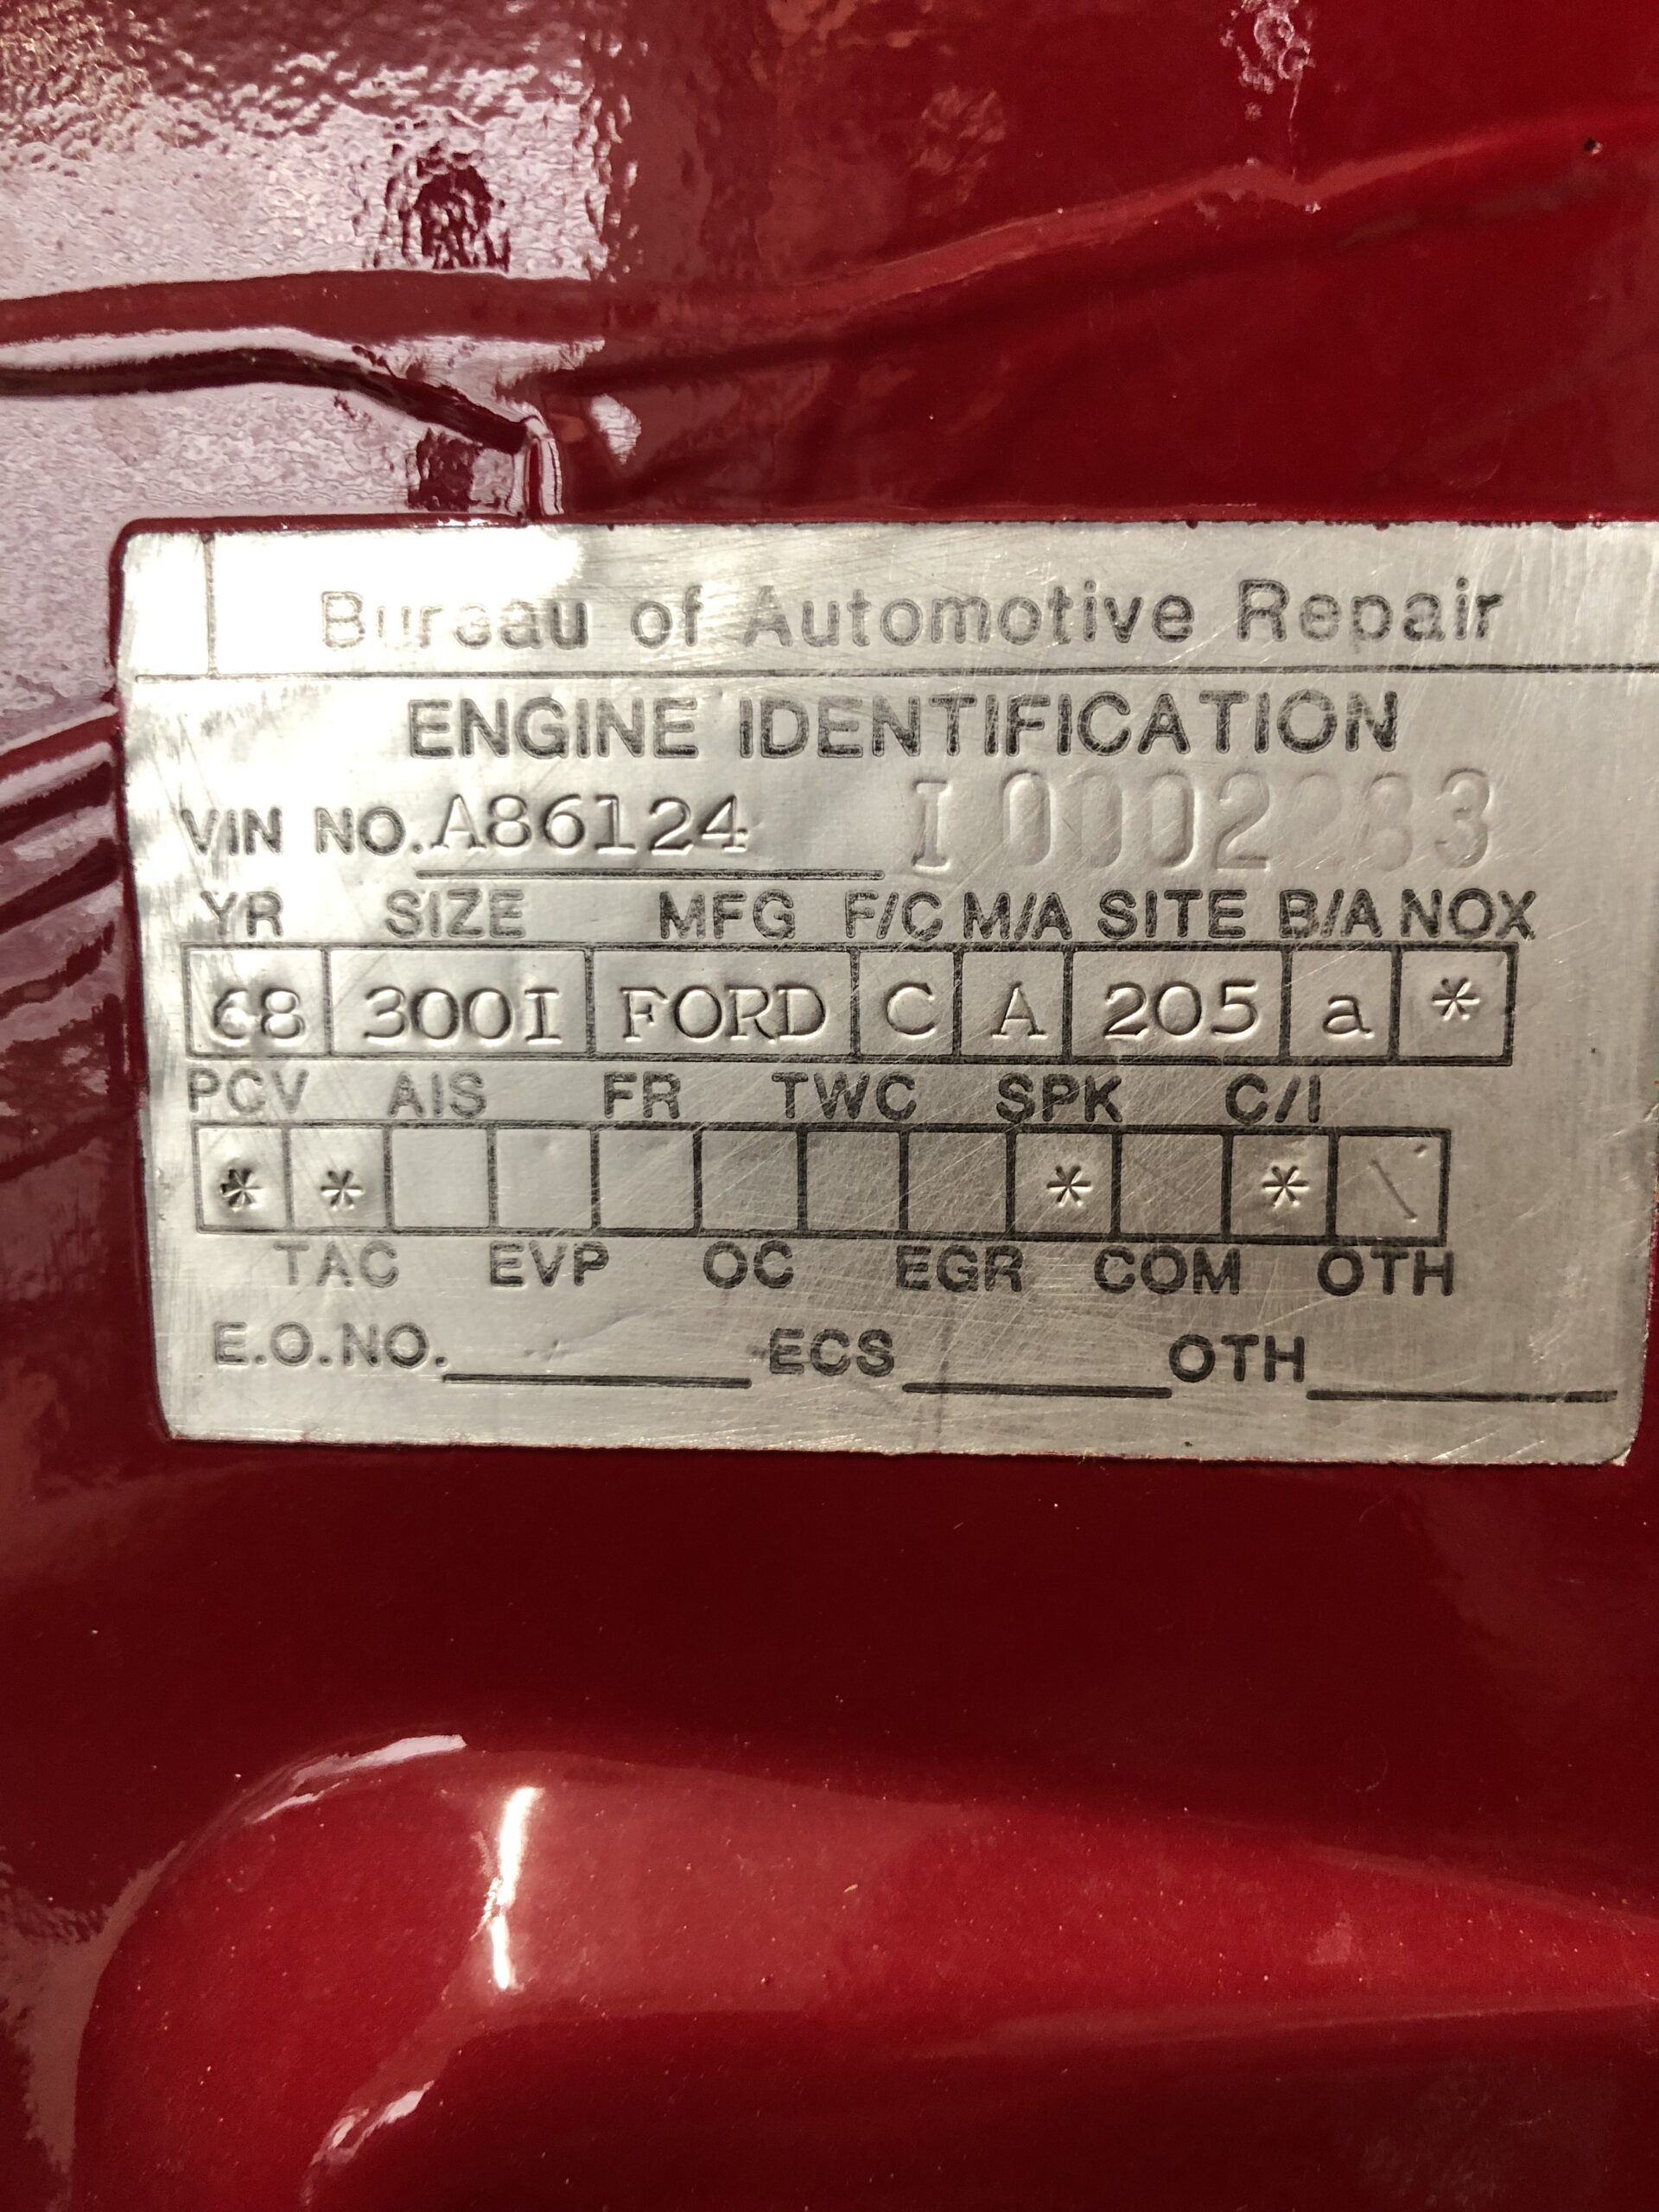 Bureau of Automotive Repair
ENGINE IDENTIFICATION
VIN NO. A86124 I 0002283
YR SIZE MFG F/C M/A SITE B/A NOX
68 300I FORD C A 205 a *
PCV AIS FR TWC SPK C/I
* * * * \
TAC EVP OC EGR COM OTH
E.O.NO. ECS OTH